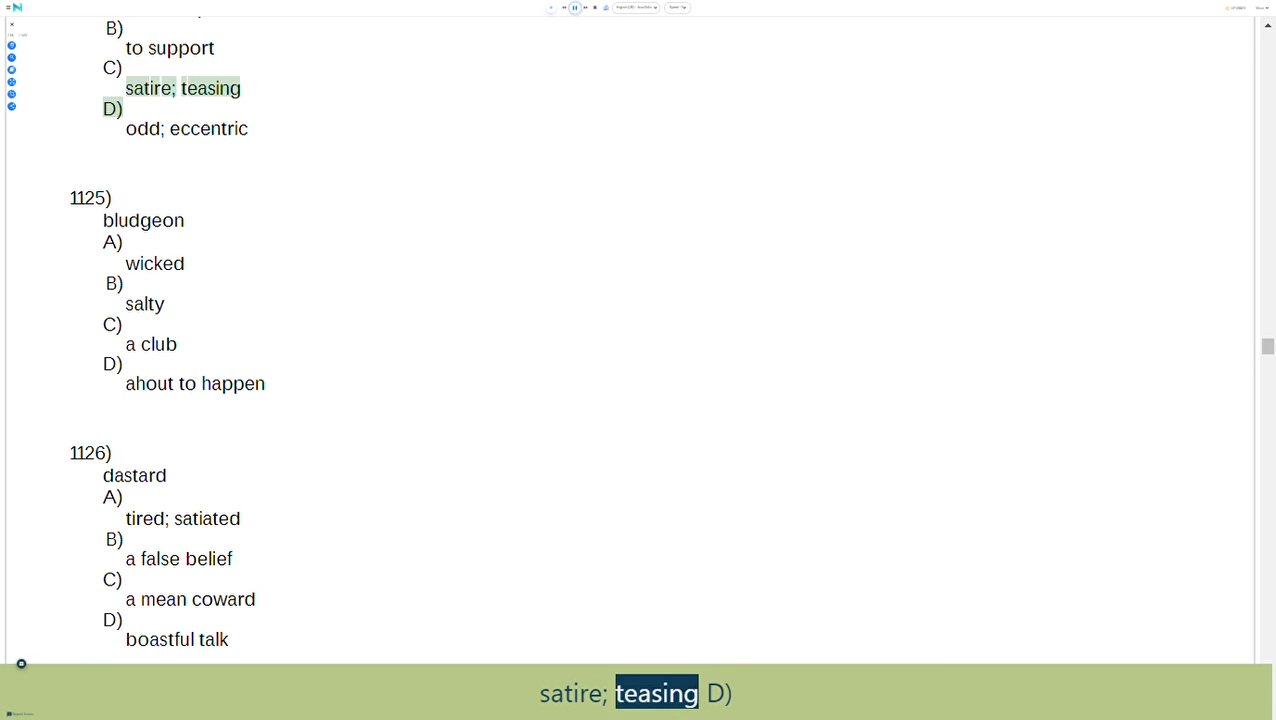 B)
to support
C)
satire; teasing
D)
odd; eccentric
1125)
bludgeon
A)
wicked
B)
salty
C)
a club
D)
ahout to happen
1126)
dastard
A)
tired; satiated
B)
a false belief
C)
a mean coward
D)
boastful talk
satire; teasing D)